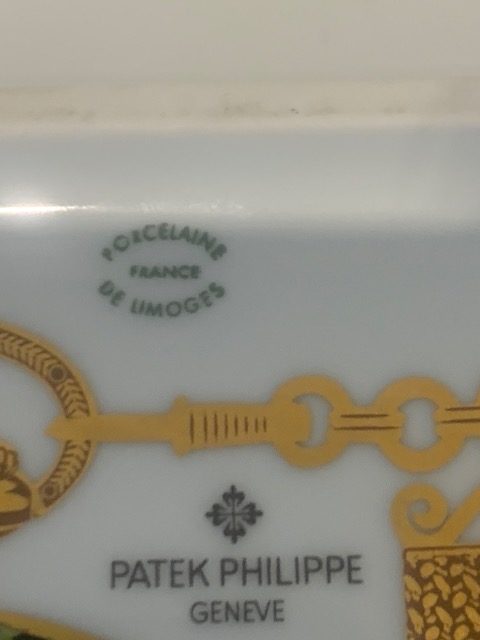 PORCELAINE
FRANCE
DE LIMOGES
PATEK PHILIPPE
GENEVE